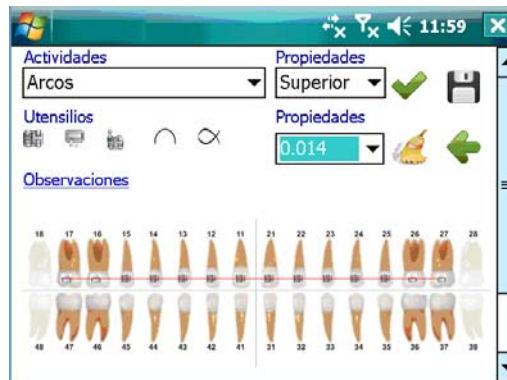 11:59
Actividades Propiedades
Arcos Superior
Utensilios Propiedades
0.014
Observaciones
18 17 16 15 14 13 12 11 21 22 23 24 25 26 27 28
48 47 46 45 44 43 42 41 31 32 33 34 35 36 37 38